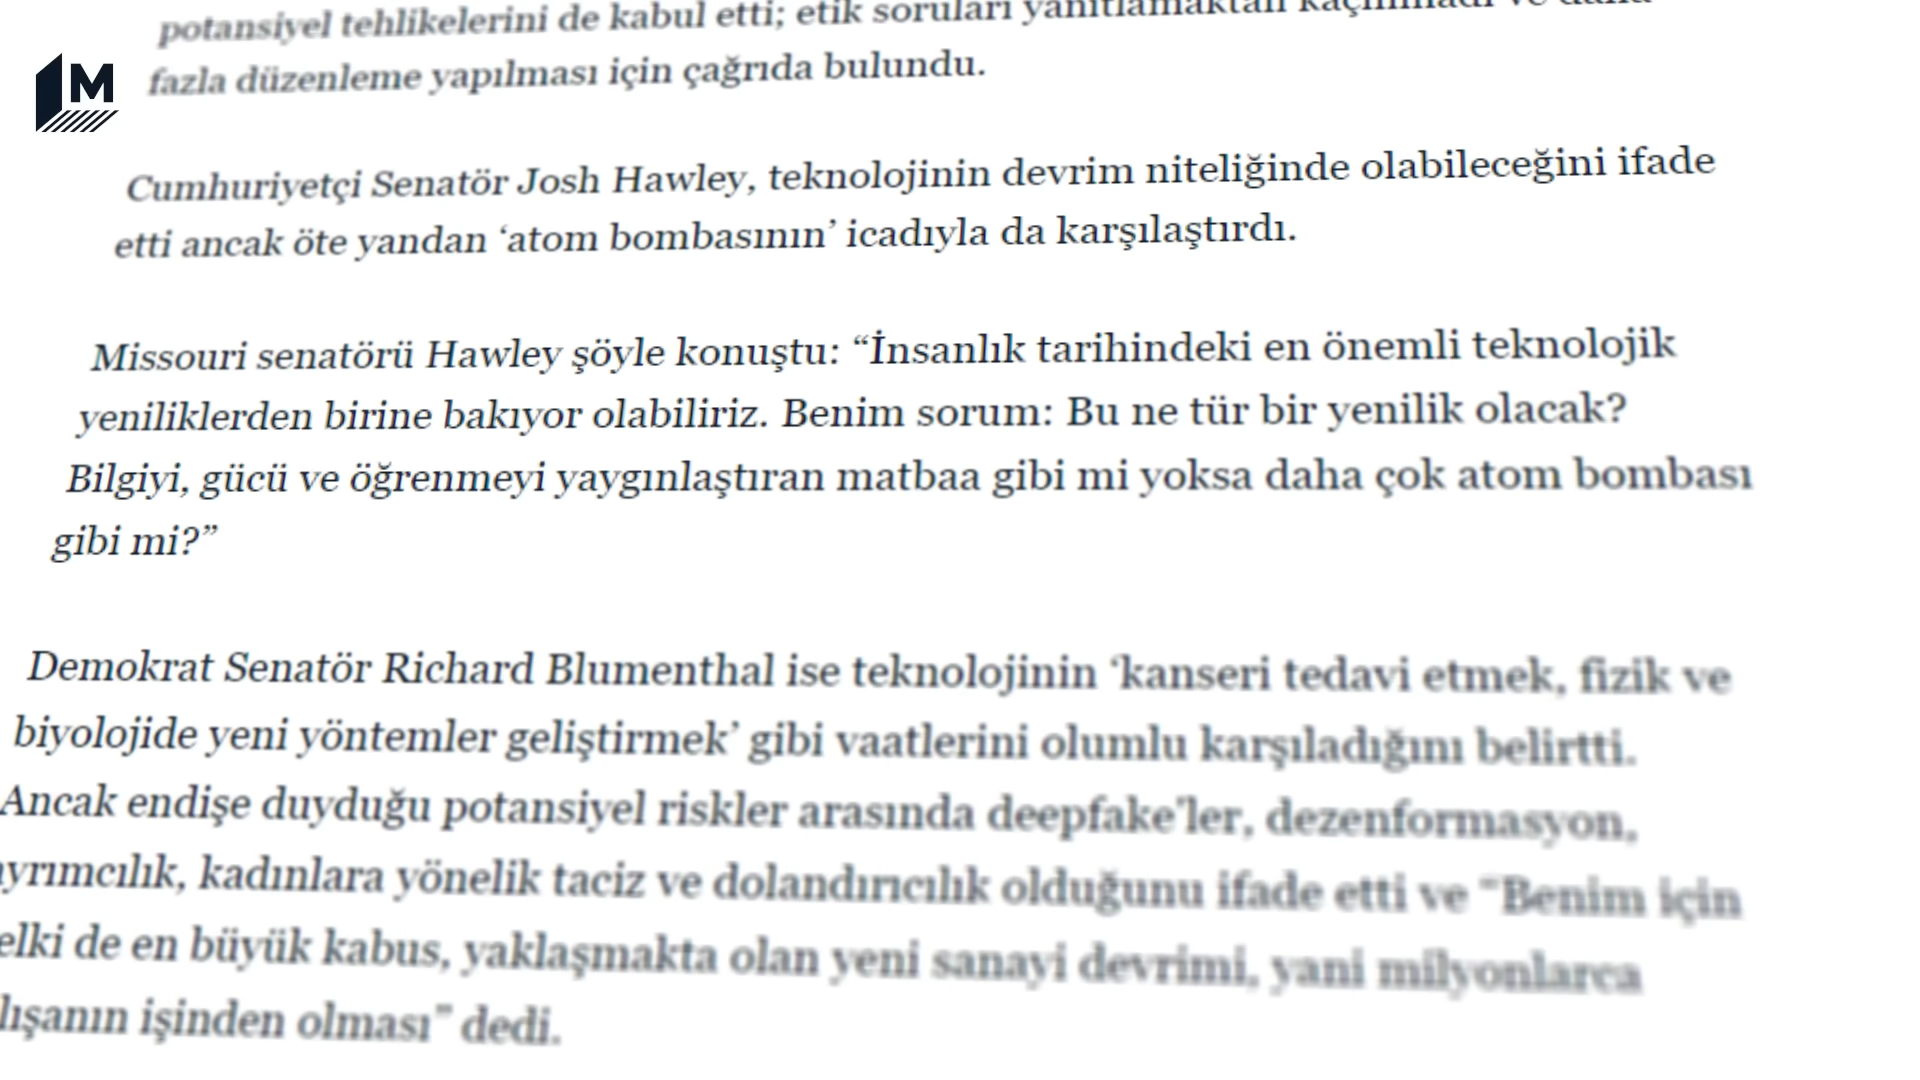 potansiyel tehlikelerini de kabul etti; etik soruları yanıtlamaktan kaçınmadı ve daha
M
fazla düzenleme yapılması için çağrıda bulundu.
Cumhuriyetçi Senatör Josh Hawley, teknolojinin devrim niteliğinde olabileceğini ifade
etti ancak öte yandan ‘atom bombasının’ icadıyla da karşılaştırdı.
Missouri senatörü Hawley şöyle konuştu: “İnsanlık tarihindeki en önemli teknolojik
yeniliklerden birine bakıyor olabiliriz. Benim sorum: Bu ne tür bir yenilik olacak?
Bilgiyi, gücü ve öğrenmeyi yaygınlaştıran matbaa gibi mi yoksa daha çok atom bombası
gibi mi?”
Demokrat Senatör Richard Blumenthal ise teknolojinin ‘kanseri tedavi etmek, fizik ve
biyolojide yeni yöntemler geliştirmek’ gibi vaatlerini olumlu karşıladığını belirtti.
Ancak endişe duyduğu potansiyel riskler arasında deepfake'ler, dezenformasyon,
yrımcılık, kadınlara yönelik taciz ve dolandırıcılık olduğunu ifade etti ve “Benim için
elki de en büyük kabus, yaklaşmakta olan yeni sanayi devrimi, yani milyonlarca
lışanın işinden olması” dedi.